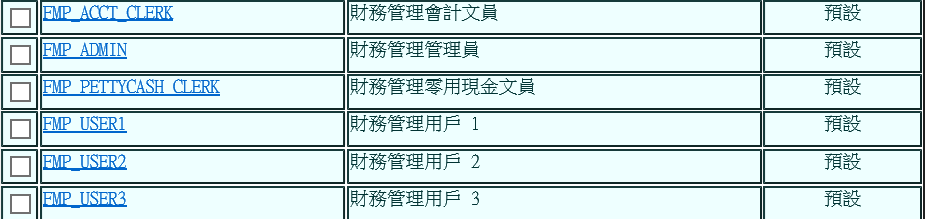 FMP_ACCT_CLERK 財務管理會計文員 預設
FMP_ADMIN 財務管理管理員 預設
FMP_PETTYCASH_CLERK 財務管理零用現金文員 預設
FMP_USER1 財務管理用戶 1 預設
FMP_USER2 財務管理用戶 2 預設
FMP_USER3 財務管理用戶 3 預設